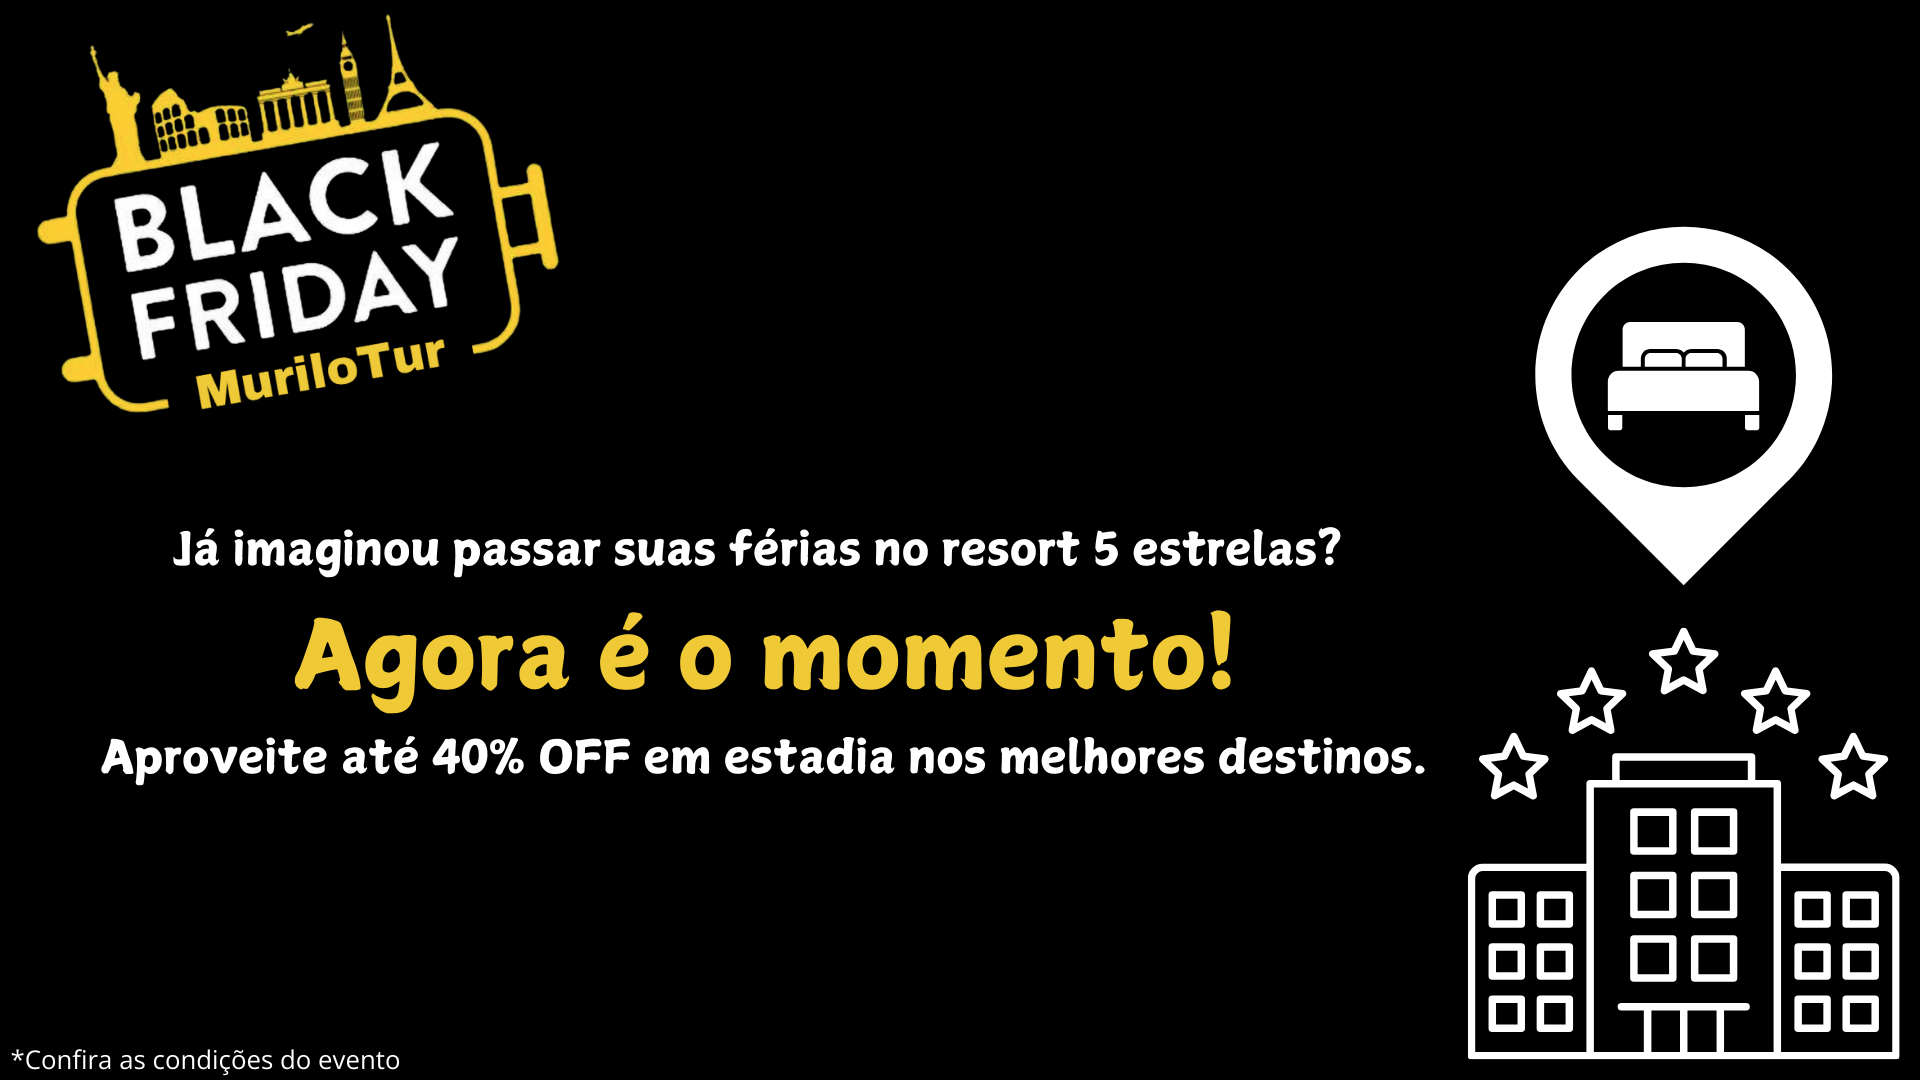 BLACK
FRIDAY
MuriloTur
Já imaginou passar suas férias no resort 5 estrelas?
Agora é o momento!
Aproveite até 40% OFF em estadia nos melhores destinos.
*Confira as condições do evento